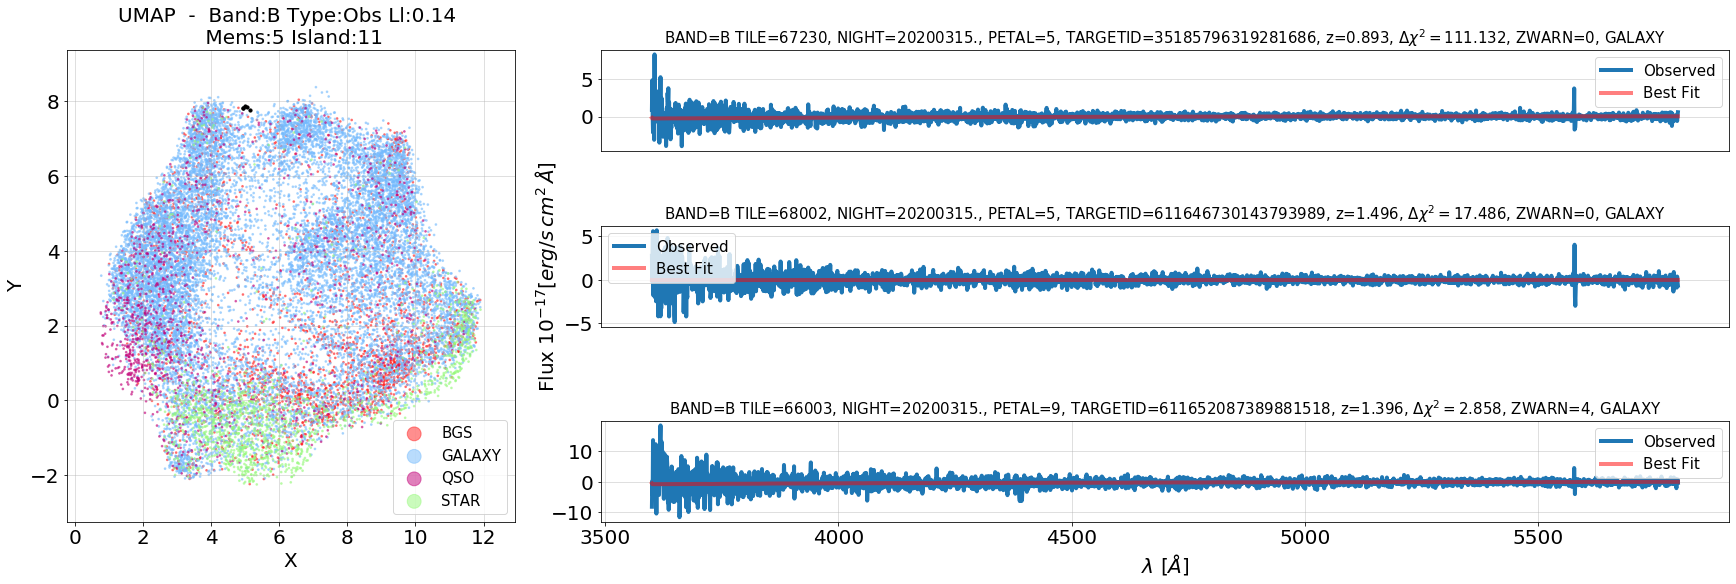 UMAP  -  Band:B Type:Obs Ll:0.14
Mems:5 Island:11
Y
8
6
4
2
0
−2
0 2 4 6 8 10 12
X
BGS
GALAXY
QSO
STAR
Flux 10−17[erg/s cm2 Å]
BAND=B TILE=67230, NIGHT=20200315., PETAL=5, TARGETID=35185796319281686, z=0.893, Δχ2 = 111.132, ZWARN=0, GALAXY
5
0
Observed
Best Fit
BAND=B TILE=68002, NIGHT=20200315., PETAL=5, TARGETID=611646730143793989, z=1.496, Δχ2 = 17.486, ZWARN=0, GALAXY
5
0
−5
Observed
Best Fit
BAND=B TILE=66003, NIGHT=20200315., PETAL=9, TARGETID=611652087389881518, z=1.396, Δχ2 = 2.858, ZWARN=4, GALAXY
10
0
−10
Observed
Best Fit
3500 4000 4500 5000 5500
λ [Å]